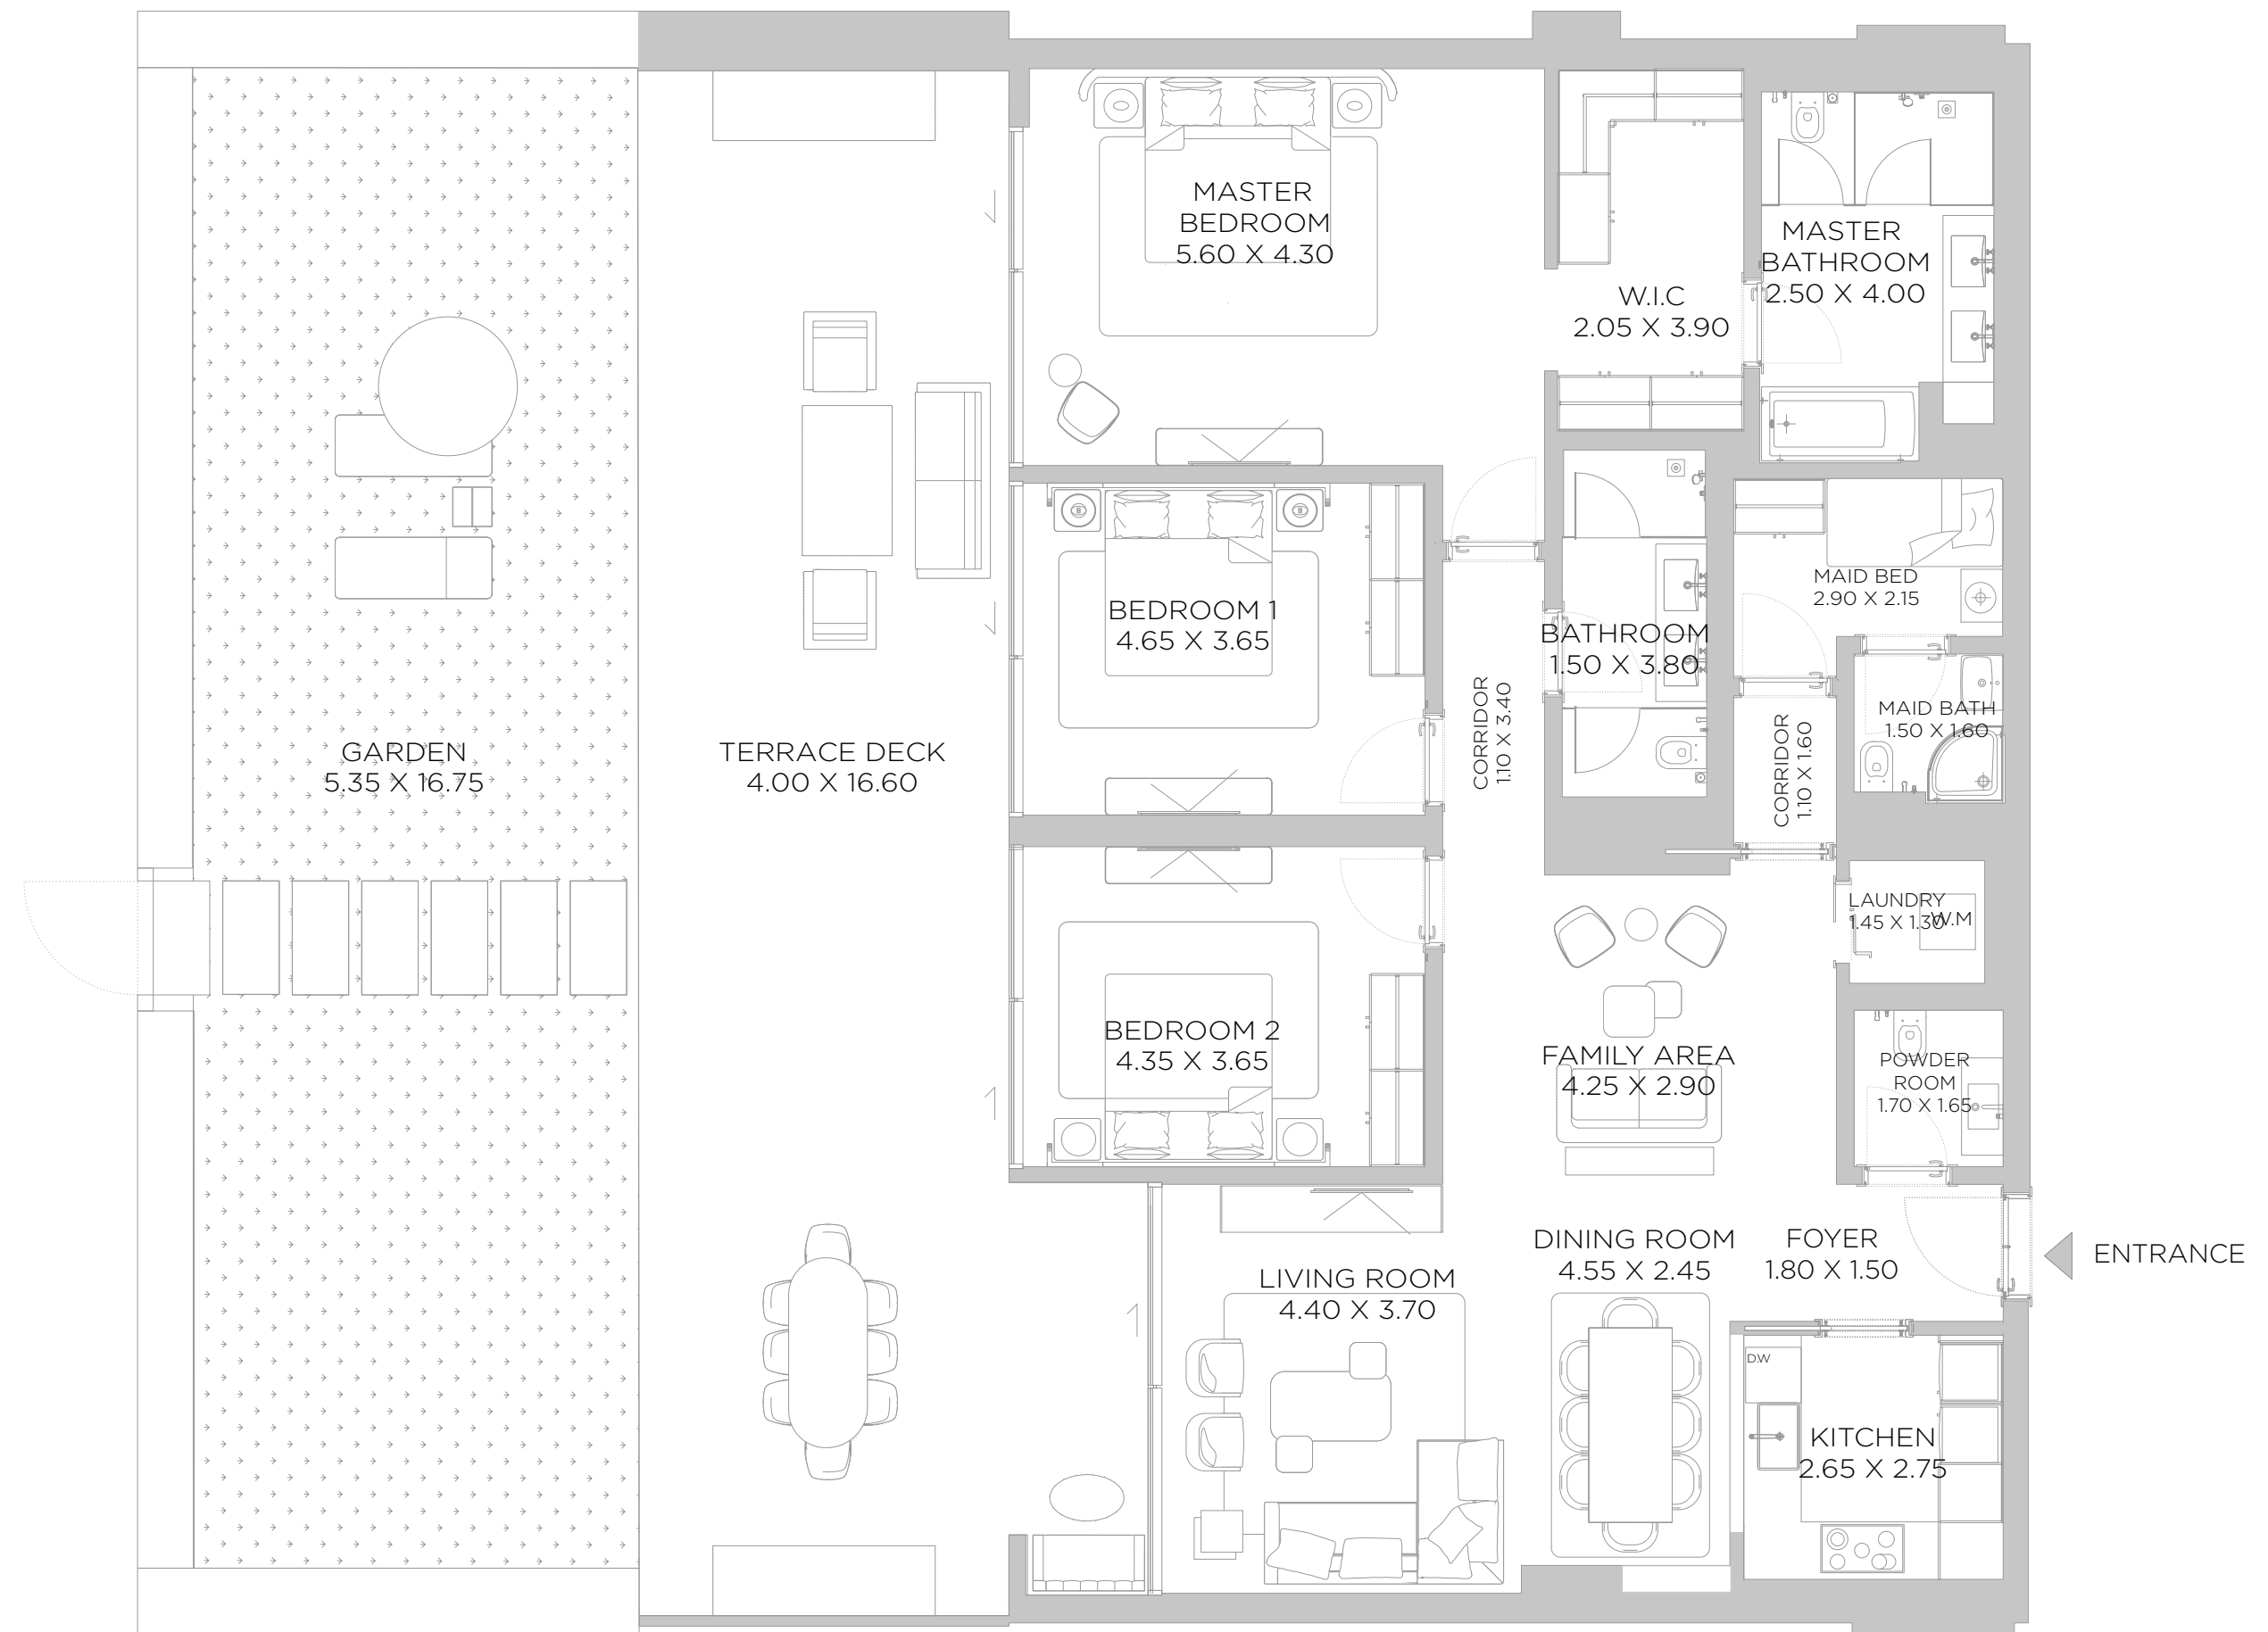 MASTER
BEDROOM
5.60 X 4.30
W.I.C
2.05 X 3.90
MASTER
BATHROOM
2.50 X 4.00
BEDROOM 1
4.65 X 3.65
CORRIDOR
1.10 X 3.40
BATHROOM
1.50 X 3.80
MAID BED
2.90 X 2.15
MAID BATH
1.50 X 1.60
CORRIDOR
1.10 X 1.60
GARDEN
5.35 X 16.75
TERRACE DECK
4.00 X 16.60
LAUNDRY
1.45 X 1.30
W.M
BEDROOM 2
4.35 X 3.65
FAMILY AREA
4.25 X 2.90
POWDER
ROOM
1.70 X 1.65
LIVING ROOM
4.40 X 3.70
DINING ROOM
4.55 X 2.45
FOYER
1.80 X 1.50
ENTRANCE
D.W
KITCHEN
2.65 X 2.75